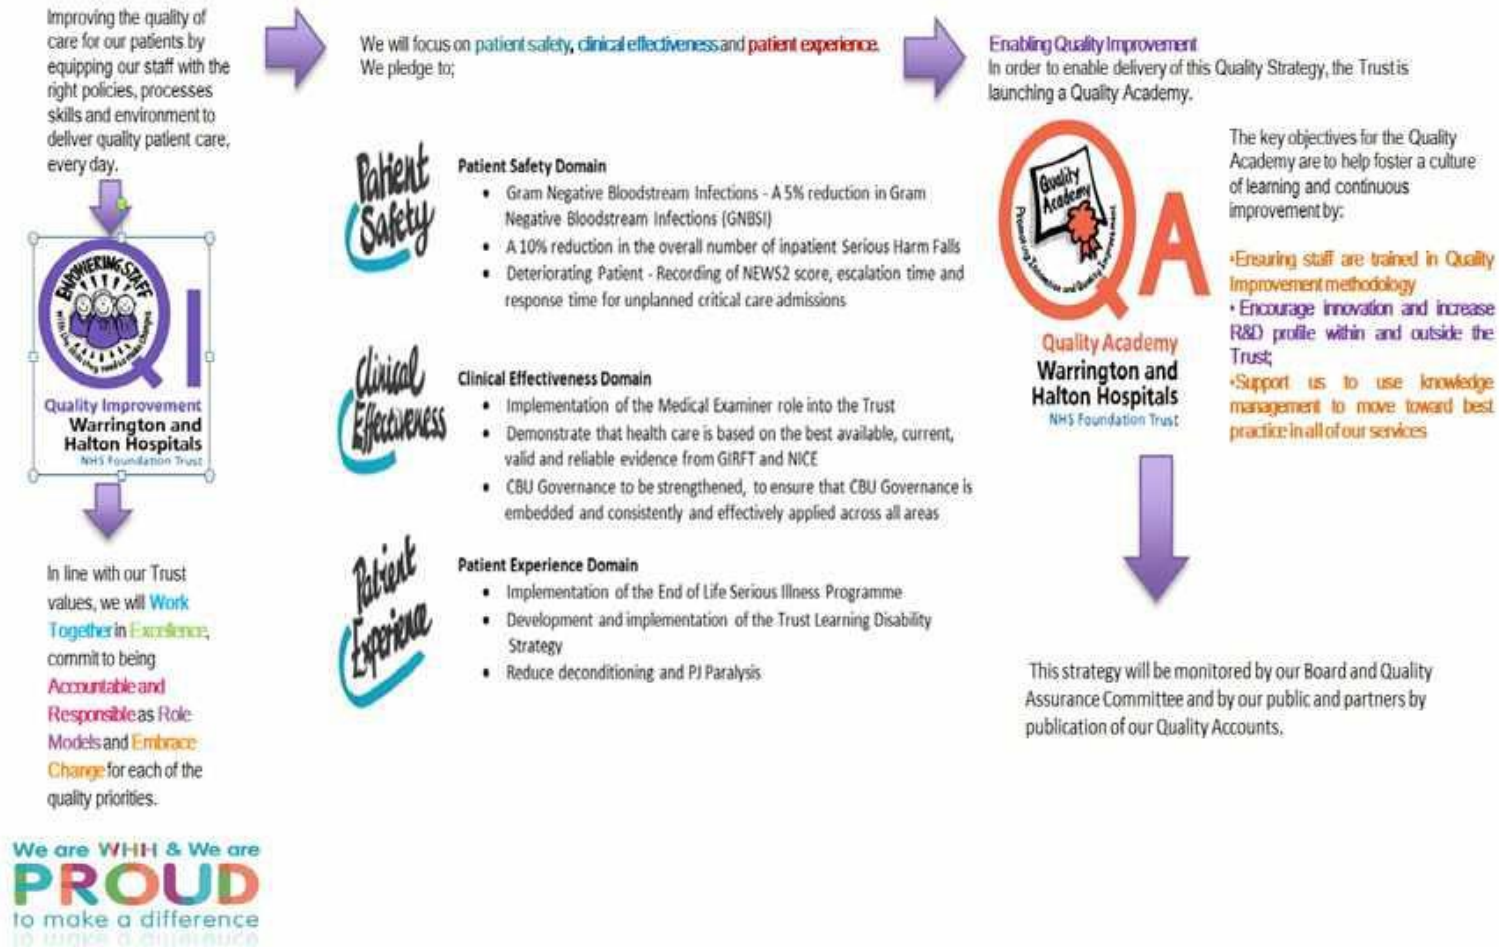 Improving the quality of
care for our patients by
equipping our staff with the
right policies, processes
skills and environment to
deliver quality patient care,
every day.
EMPOWERING STAFF
with the skills they need to make changes
QI
Quality Improvement
Warrington and
Halton Hospitals
NHS Foundation Trust
In line with our Trust
values, we will Work
Together in Excellence,
commit to being
Accountable and
Responsible as Role
Models and Embrace
Change for each of the
quality priorities.
We are WHH & We are
PROUD
to make a difference
We will focus on patient safety, clinical effectiveness and patient experience.
We pledge to;
Patient
Safety
Patient Safety Domain
• Gram Negative Bloodstream Infections - A 5% reduction in Gram
Negative Bloodstream Infections (GNBSI)
• A 10% reduction in the overall number of inpatient Serious Harm Falls
• Deteriorating Patient - Recording of NEWS2 score, escalation time and
response time for unplanned critical care admissions
Clinical
Effectiveness
Clinical Effectiveness Domain
• Implementation of the Medical Examiner role into the Trust
• Demonstrate that health care is based on the best available, current,
valid and reliable evidence from GIRFT and NICE
• CBU Governance to be strengthened, to ensure that CBU Governance is
embedded and consistently and effectively applied across all areas
Patient
Experience
Patient Experience Domain
• Implementation of the End of Life Serious Illness Programme
• Development and implementation of the Trust Learning Disability
Strategy
• Reduce deconditioning and PJ Paralysis
Enabling Quality Improvement
In order to enable delivery of this Quality Strategy, the Trust is
launching a Quality Academy.
Quality
Academy
Promoting Innovation and Quality Improvement
QA
Quality Academy
Warrington and
Halton Hospitals
NHS Foundation Trust
The key objectives for the Quality
Academy are to help foster a culture
of learning and continuous
improvement by:
•Ensuring staff are trained in Quality
Improvement methodology
• Encourage innovation and increase
R&D profile within and outside the
Trust;
•Support us to use knowledge
management to move toward best
practice in all of our services
This strategy will be monitored by our Board and Quality
Assurance Committee and by our public and partners by
publication of our Quality Accounts.